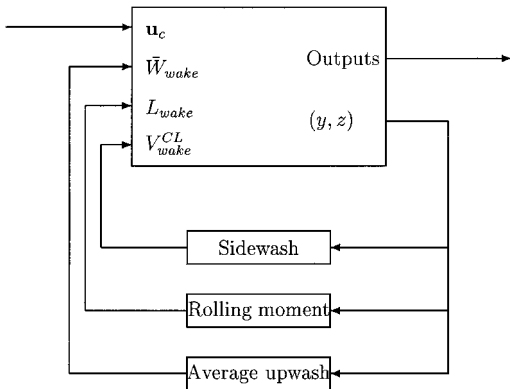 u_c
W̄_wake
L_wake
V_wake^CL
Outputs
(y, z)
Sidewash
Rolling moment
Average upwash